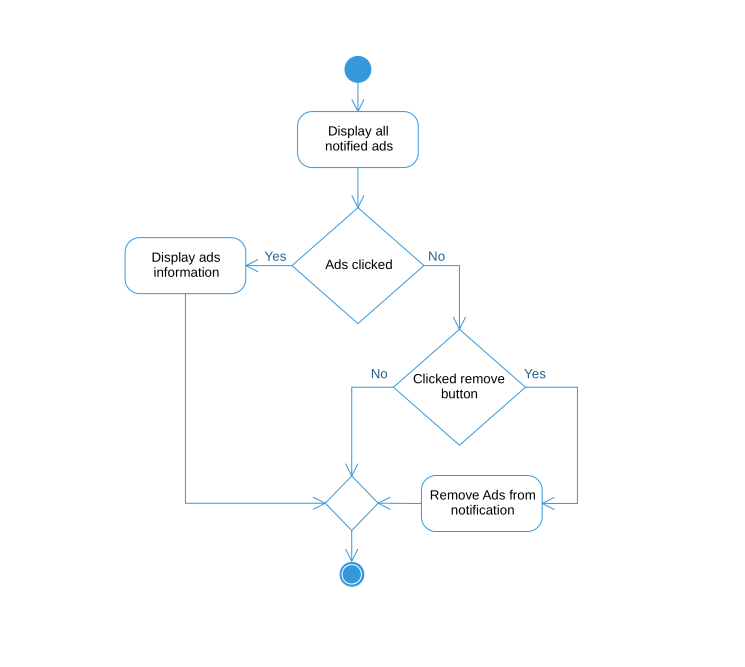 Display all
notified ads
Yes
Ads clicked
No
Display ads
information
No
Clicked remove
button
Yes
Remove Ads from
notification